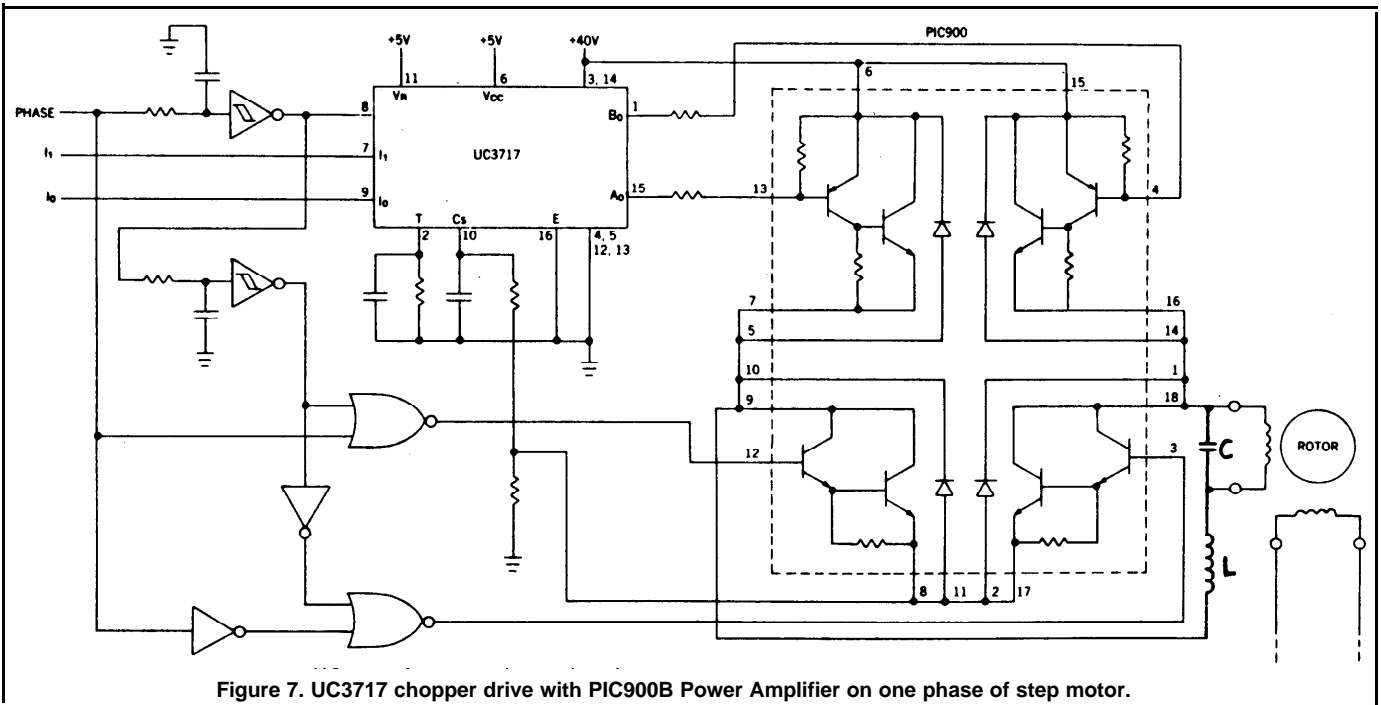 +5V
+5V
+40V
PIC900
11
6
3, 14
6
15
VR
Vcc
PHASE
8
B0
1
7
I1
I1
UC3717
9
I0
I0
A0
15
13
4
T
Cs
E
2
10
16
4, 5
12, 13
7
16
5
14
10
1
9
18
12
3
C
ROTOR
8
11
2
17
L
Figure 7. UC3717 chopper drive with PIC900B Power Amplifier on one phase of step motor.